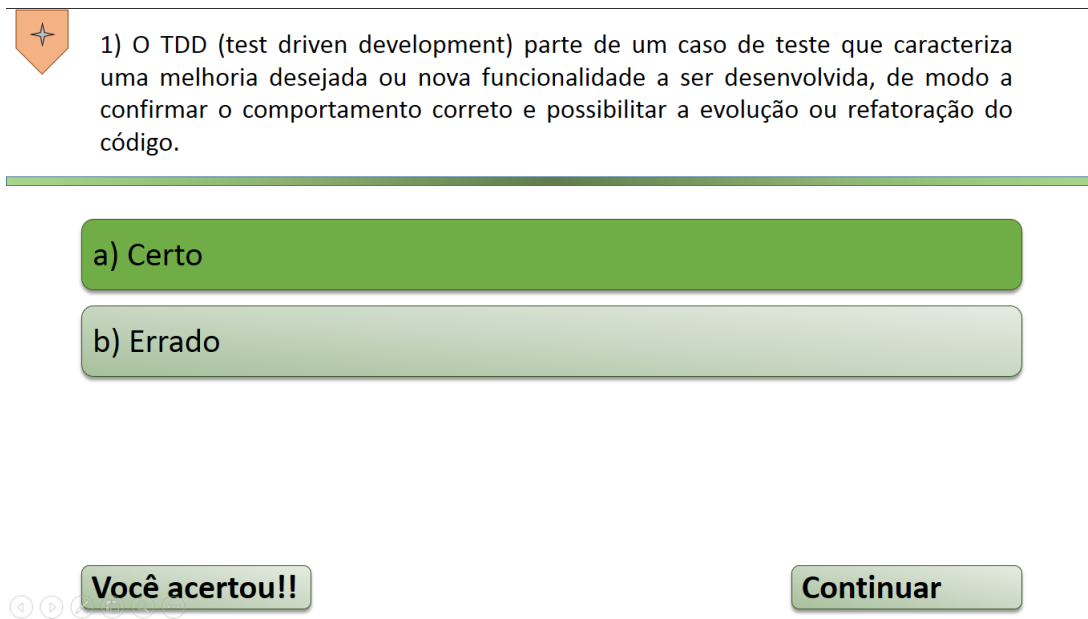 1) O TDD (test driven development) parte de um caso de teste que caracteriza
uma melhoria desejada ou nova funcionalidade a ser desenvolvida, de modo a
confirmar o comportamento correto e possibilitar a evolução ou refatoração do
código.
a) Certo
b) Errado
Você acertou!!
Continuar